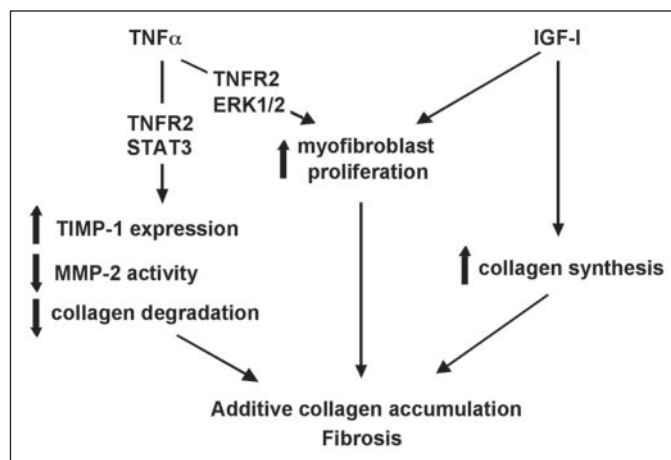 TNFα
IGF-I
TNFR2
ERK1/2
TNFR2
STAT3
myofibroblast
proliferation
TIMP-1 expression
MMP-2 activity
collagen degradation
collagen synthesis
Additive collagen accumulation
Fibrosis